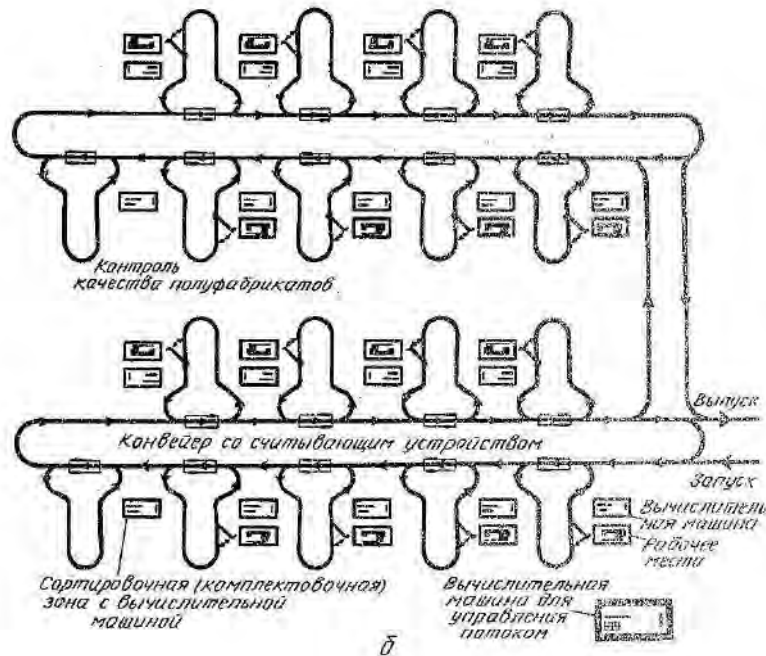 Контроль
качества полуфабрикатов
Выпуск
Конвейер со считывающим устройством
Запуск
Вычислитель
ная машина
Рабочее
место
Сортировочная (комплектовочная)
зона с вычислительной
машиной
Вычислительная
машина для
управления
потоком
б